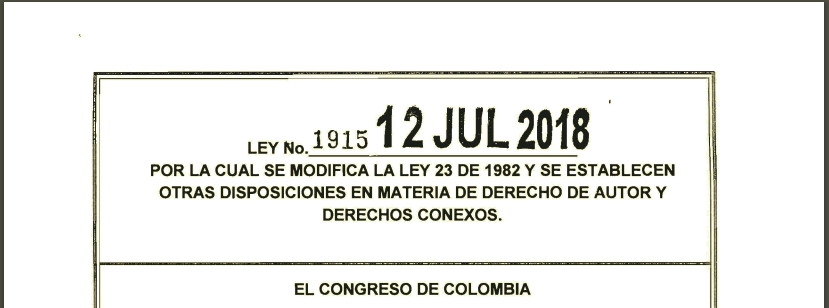 LEY No. 1915 12 JUL 2018
POR LA CUAL SE MODIFICA LA LEY 23 DE 1982 Y SE ESTABLECEN
OTRAS DISPOSICIONES EN MATERIA DE DERECHO DE AUTOR Y
DERECHOS CONEXOS.
EL CONGRESO DE COLOMBIA